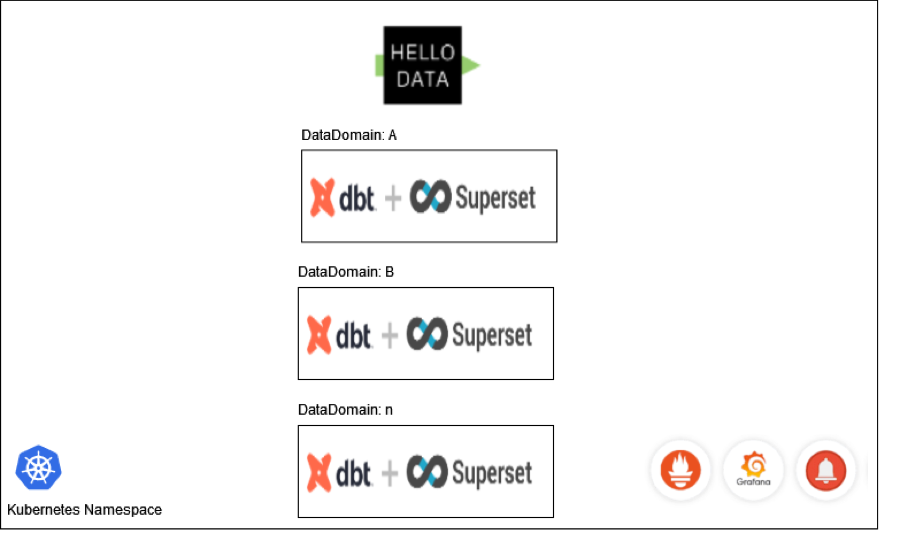 HELLO
DATA
DataDomain: A
dbt + Superset
DataDomain: B
dbt + Superset
DataDomain: n
dbt + Superset
Grafana
Kubernetes Namespace